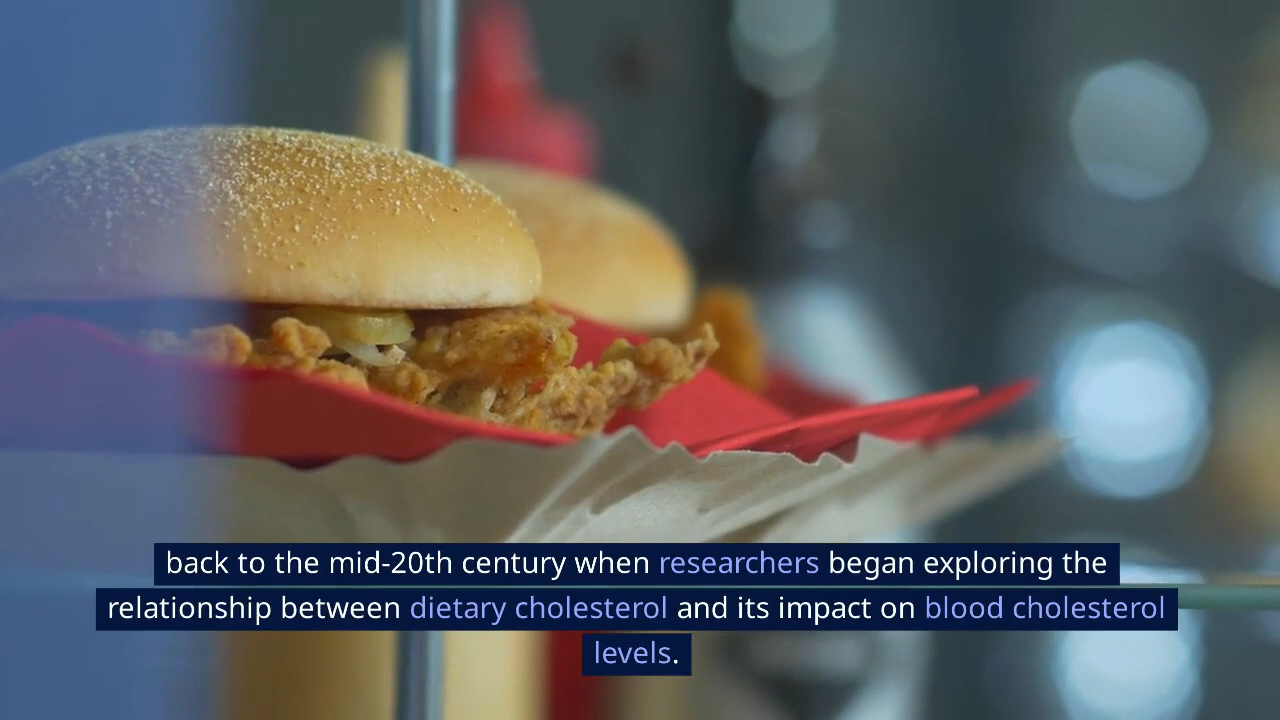 back to the mid-20th century when researchers began exploring the
relationship between dietary cholesterol and its impact on blood cholesterol
levels.